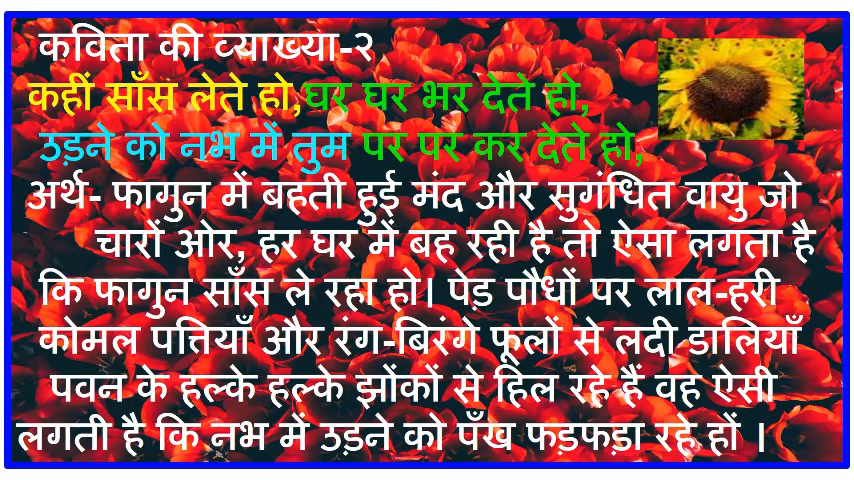 कविता की व्याख्या-२
कहीं साँस लेते हो,घर घर भर देते हो,
उड़ने को नभ में तुम पर पर कर देते हो,
अर्थ- फागुन में बहती हुई मंद और सुगंधित वायु जो
चारों ओर, हर घर में बह रही है तो ऐसा लगता है
कि फागुन साँस ले रहा हो। पेड़ पौधों पर लाल-हरी
कोमल पत्तियाँ और रंग-बिरंगे फूलों से लदी डालियाँ
पवन के हल्के हल्के झोंकों से हिल रहे हैं वह ऐसी
लगती है कि नभ में उड़ने को पँख फड़फड़ा रहे हों ।